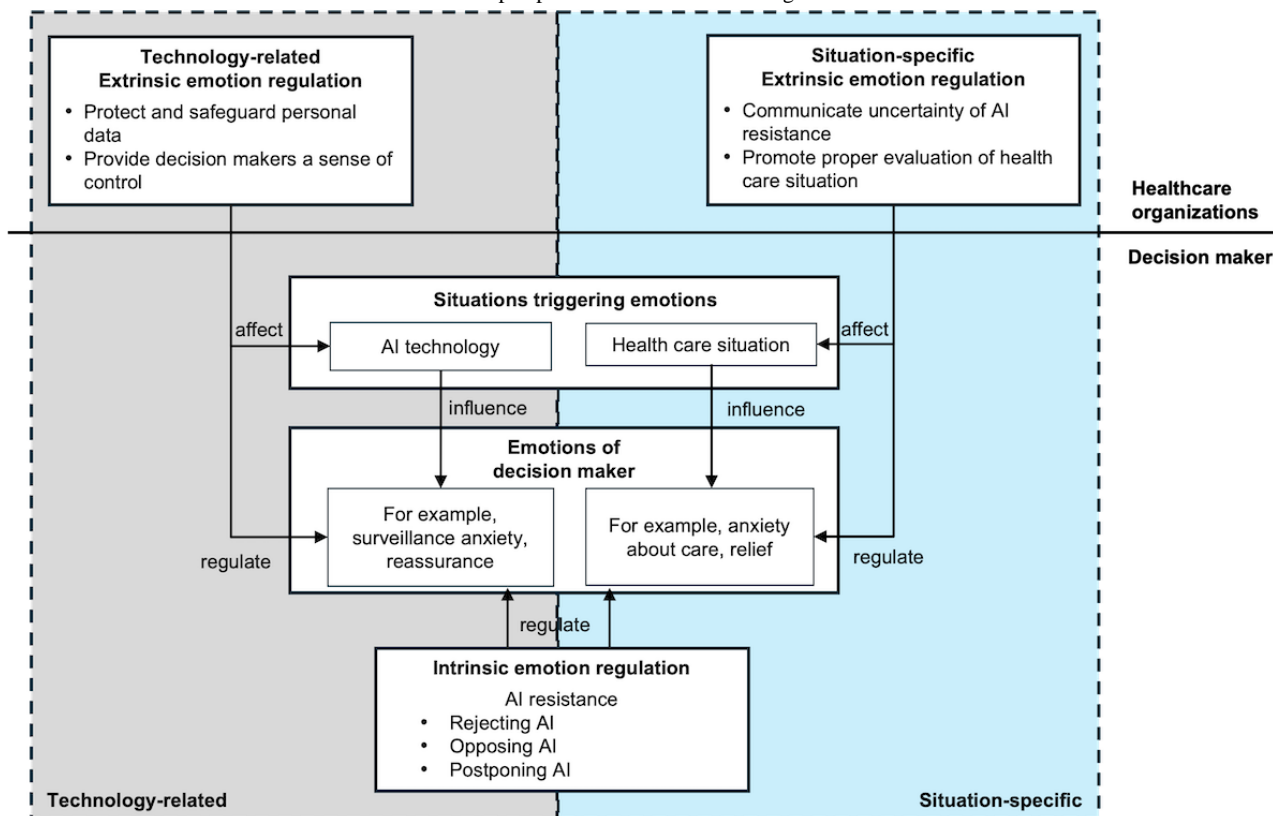 Technology-related
Extrinsic emotion regulation
• Protect and safeguard personal
data
• Provide decision makers a sense of
control
Situation-specific
Extrinsic emotion regulation
• Communicate uncertainty of AI
resistance
• Promote proper evaluation of health
care situation
Healthcare
organizations
Decision maker
Situations triggering emotions
affect
AI technology
Health care situation
affect
influence
influence
Emotions of
decision maker
For example,
surveillance anxiety,
reassurance
For example, anxiety
about care, relief
regulate
regulate
regulate
Intrinsic emotion regulation
AI resistance
• Rejecting AI
• Opposing AI
• Postponing AI
Technology-related
Situation-specific